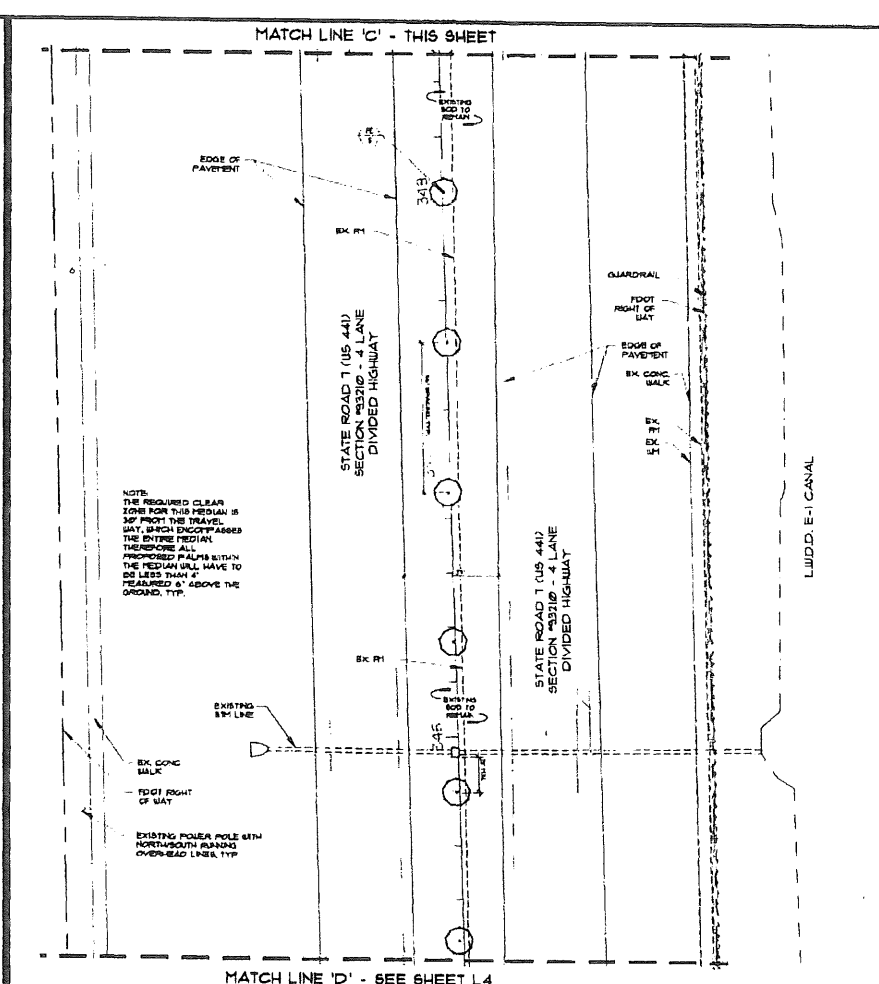 MATCH LINE 'C' - THIS SHEET
EXISTING
SOD TO
REMAIN
EDGE OF
PAVEMENT
343
EX. FM
GUARDRAIL
FDOT
RIGHT OF
WAY
STATE ROAD 7 (US 441)
SECTION #93210 - 4 LANE
DIVIDED HIGHWAY
EDGE OF
PAVEMENT
EX. CONC.
WALK
EX.
FM
EX.
L.W.D.D. E-1 CANAL
NOTE:
THE REQUIRED CLEAR
ZONE FOR THIS MEDIAN IS
30' FROM THE TRAVEL
WAY, WHICH ENCOMPASSES
THE ENTIRE MEDIAN.
THEREFORE ALL
PROPOSED PALMS WITHIN
THE MEDIAN WILL HAVE TO
BE LESS THAN 4"
MEASURED 6" ABOVE THE
GROUND, TYP.
STATE ROAD 7 (US 441)
SECTION #93210 - 4 LANE
DIVIDED HIGHWAY
EX. FM
EXISTING
SOD TO
REMAIN
EXISTING
STM LINE
345
EX. CONC
WALK
FDOT RIGHT
OF WAY
EXISTING POWER POLE WITH
NORTH/SOUTH RUNNING
OVERHEAD LINES, TYP
MATCH LINE 'D' - SEE SHEET L4